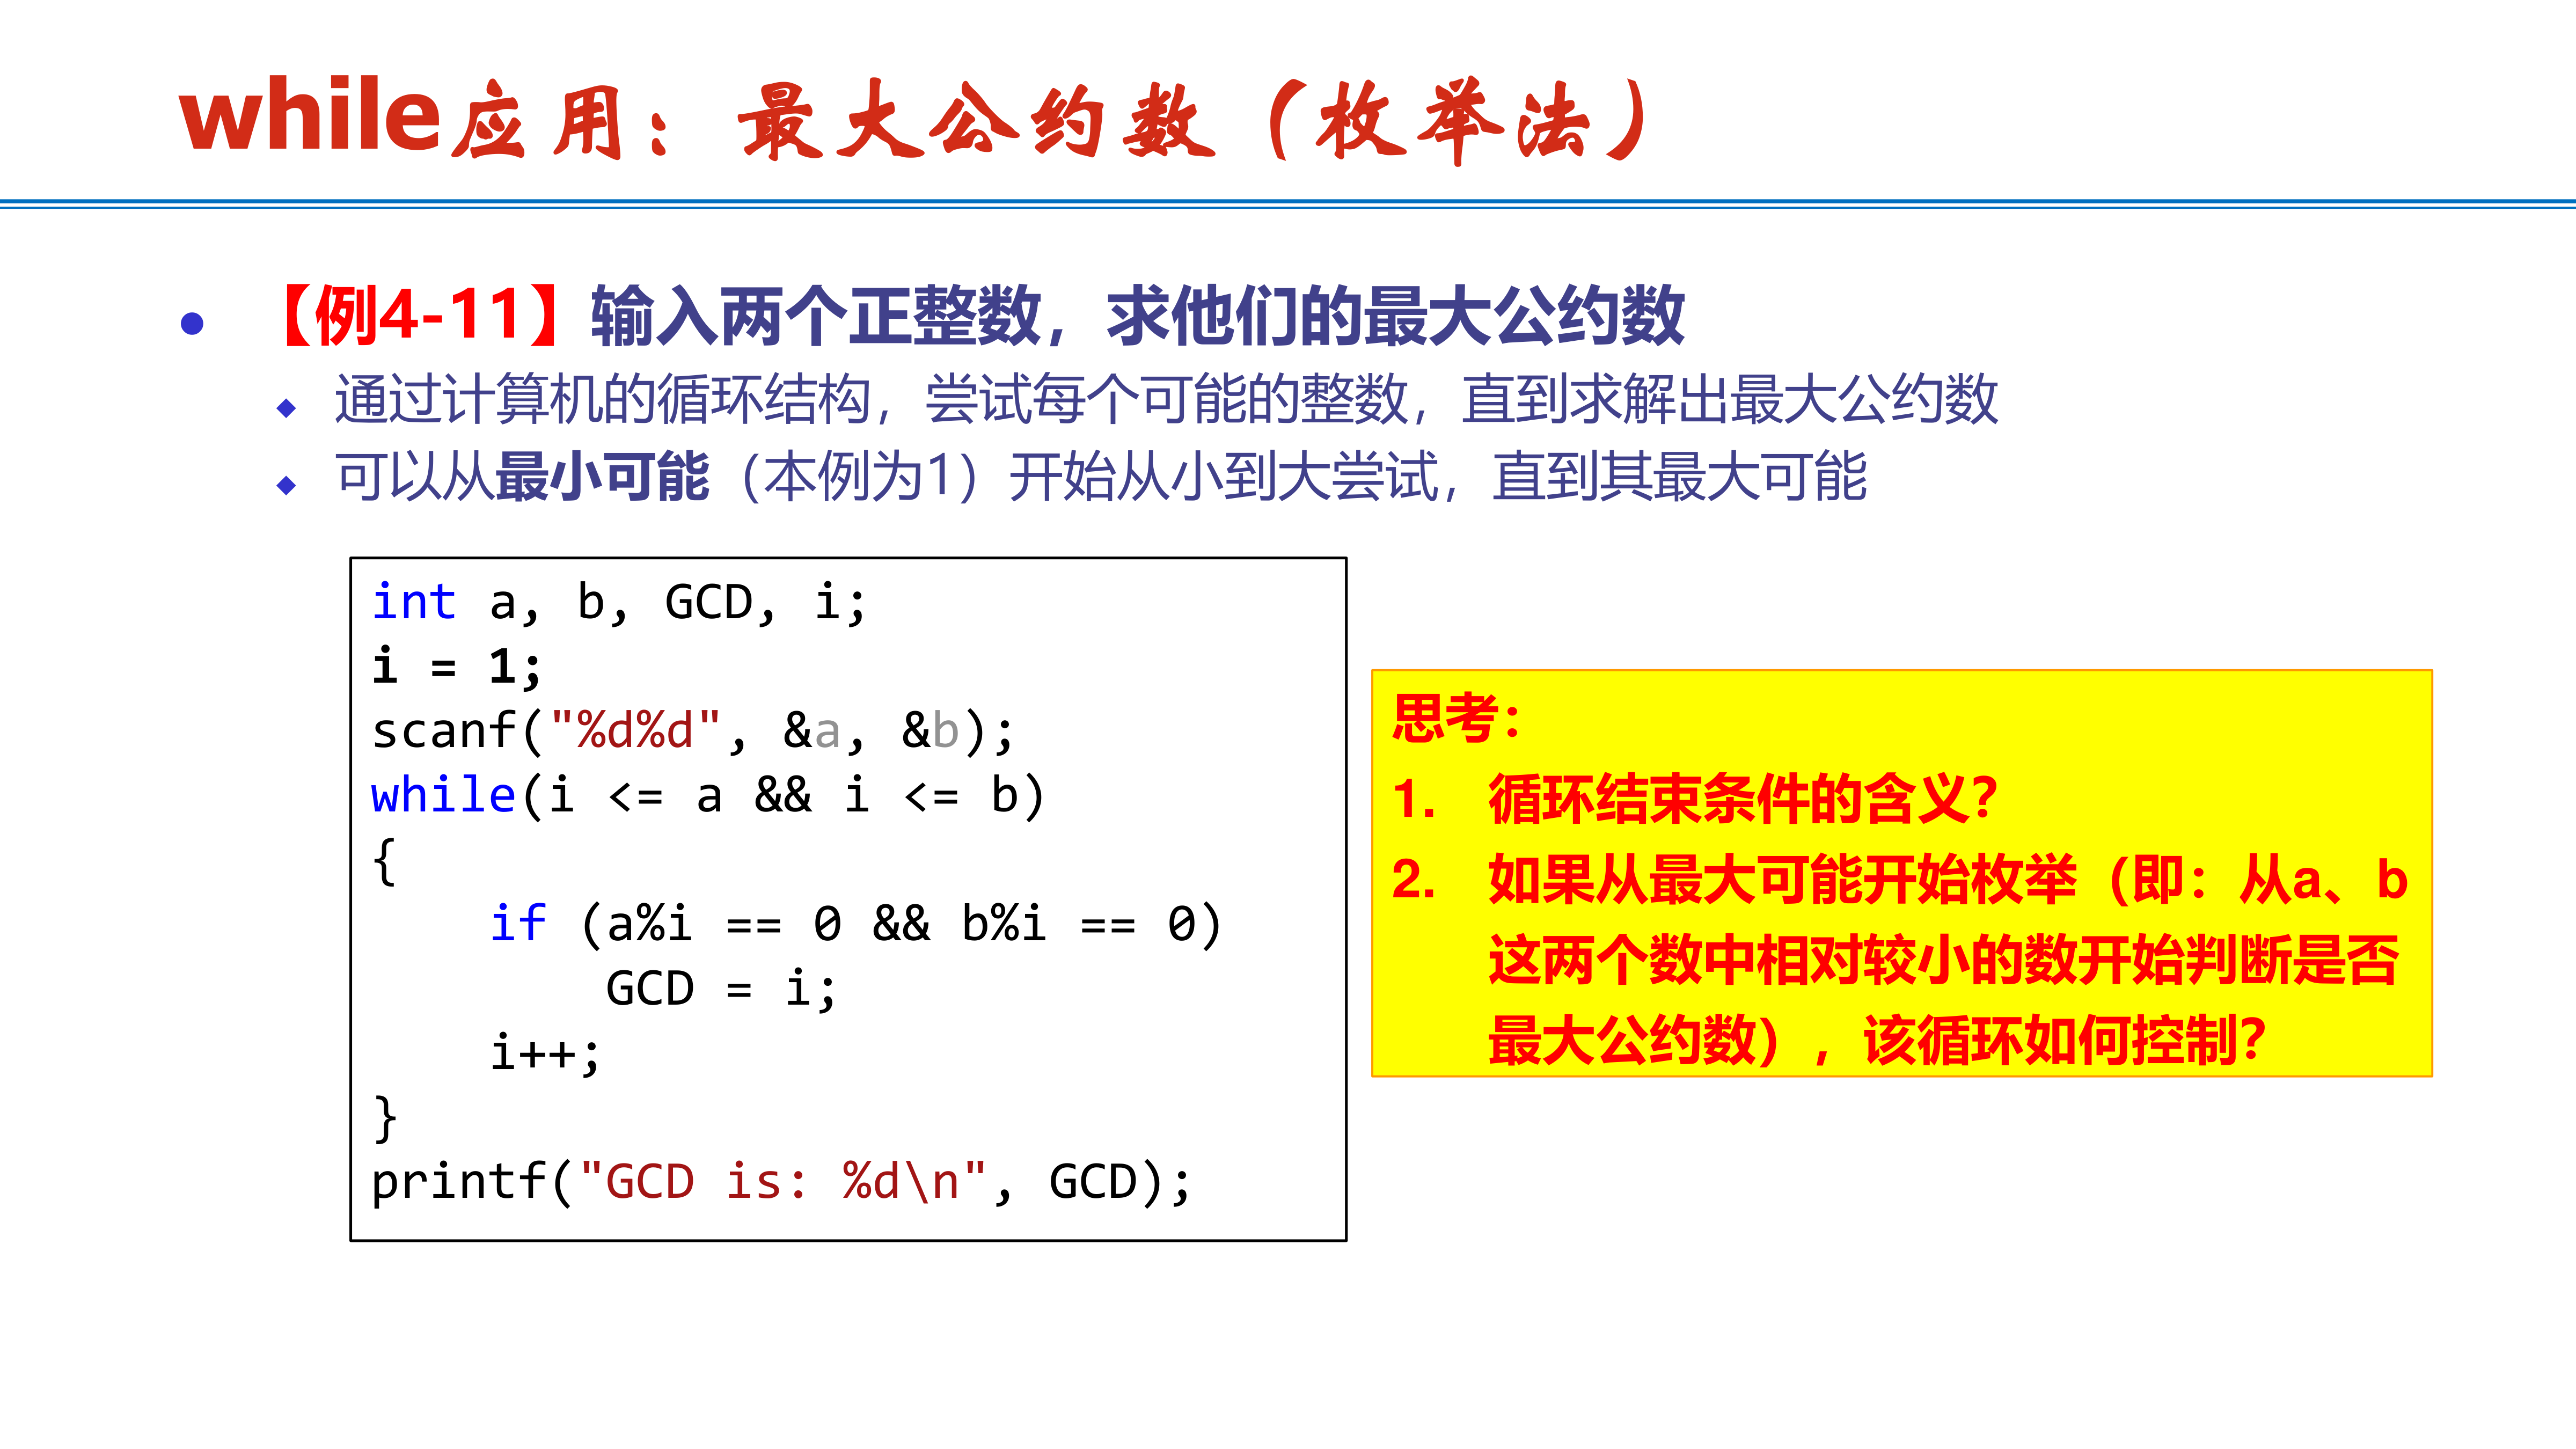 while应用：最大公约数（枚举法）
【例4-11】输入两个正整数，求他们的最大公约数
通过计算机的循环结构，尝试每个可能的整数，直到求解出最大公约数
可以从最小可能（本例为1）开始从小到大尝试，直到其最大可能
int a, b, GCD, i;
i = 1;
scanf("%d%d", &a, &b);
while(i <= a && i <= b)
{
    if (a%i == 0 && b%i == 0)
        GCD = i;
    i++;
}
printf("GCD is: %d\n", GCD);
思考：
1. 循环结束条件的含义？
2. 如果从最大可能开始枚举（即：从a、b
这两个数中相对较小的数开始判断是否
最大公约数），该循环如何控制？